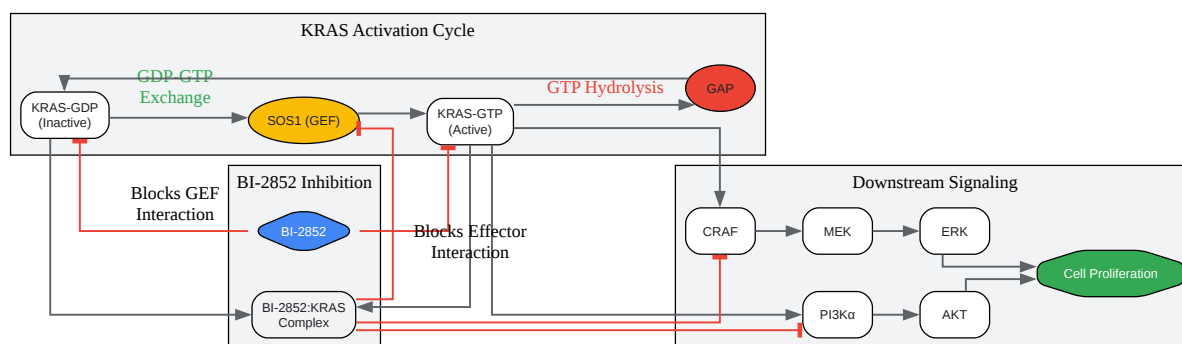 KRAS Activation Cycle
GDP-GTP
Exchange
GTP Hydrolysis
GAP
KRAS-GDP
(Inactive)
SOS1 (GEF)
KRAS-GTP
(Active)
BI-2852 Inhibition
Downstream Signaling
Blocks GEF
Interaction
BI-2852
Blocks Effector
Interaction
CRAF
MEK
ERK
Cell Proliferation
BI-2852:KRAS
Complex
PI3Kα
AKT